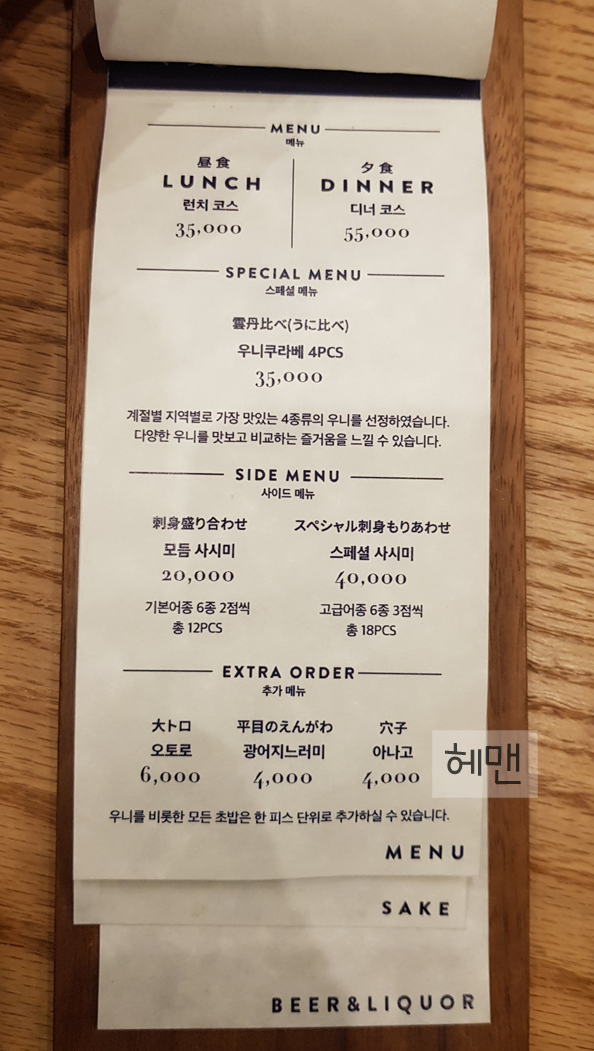 MENU
메뉴
昼食
LUNCH
런치 코스
35,000
夕食
DINNER
디너 코스
55,000
SPECIAL MENU
스페셜 메뉴
雲丹比べ(うに比べ)
우니쿠라베 4PCS
35,000
계절별 지역별로 가장 맛있는 4종류의 우니를 선정하였습니다.
다양한 우니를 맛보고 비교하는 즐거움을 느낄 수 있습니다.
SIDE MENU
사이드 메뉴
刺身盛り合わせ
모듬 사시미
20,000
기본어종 6종 2점씩
총 12PCS
スペシャル刺身もりあわせ
스페셜 사시미
40,000
고급어종 6종 3점씩
총 18PCS
EXTRA ORDER
추가 메뉴
大トロ
오토로
6,000
平目のえんがわ
광어지느러미
4,000
穴子
아나고
4,000
헤맨
우니를 비롯한 모든 초밥은 한 피스 단위로 추가하실 수 있습니다.
MENU
SAKE
BEER&LIQUOR